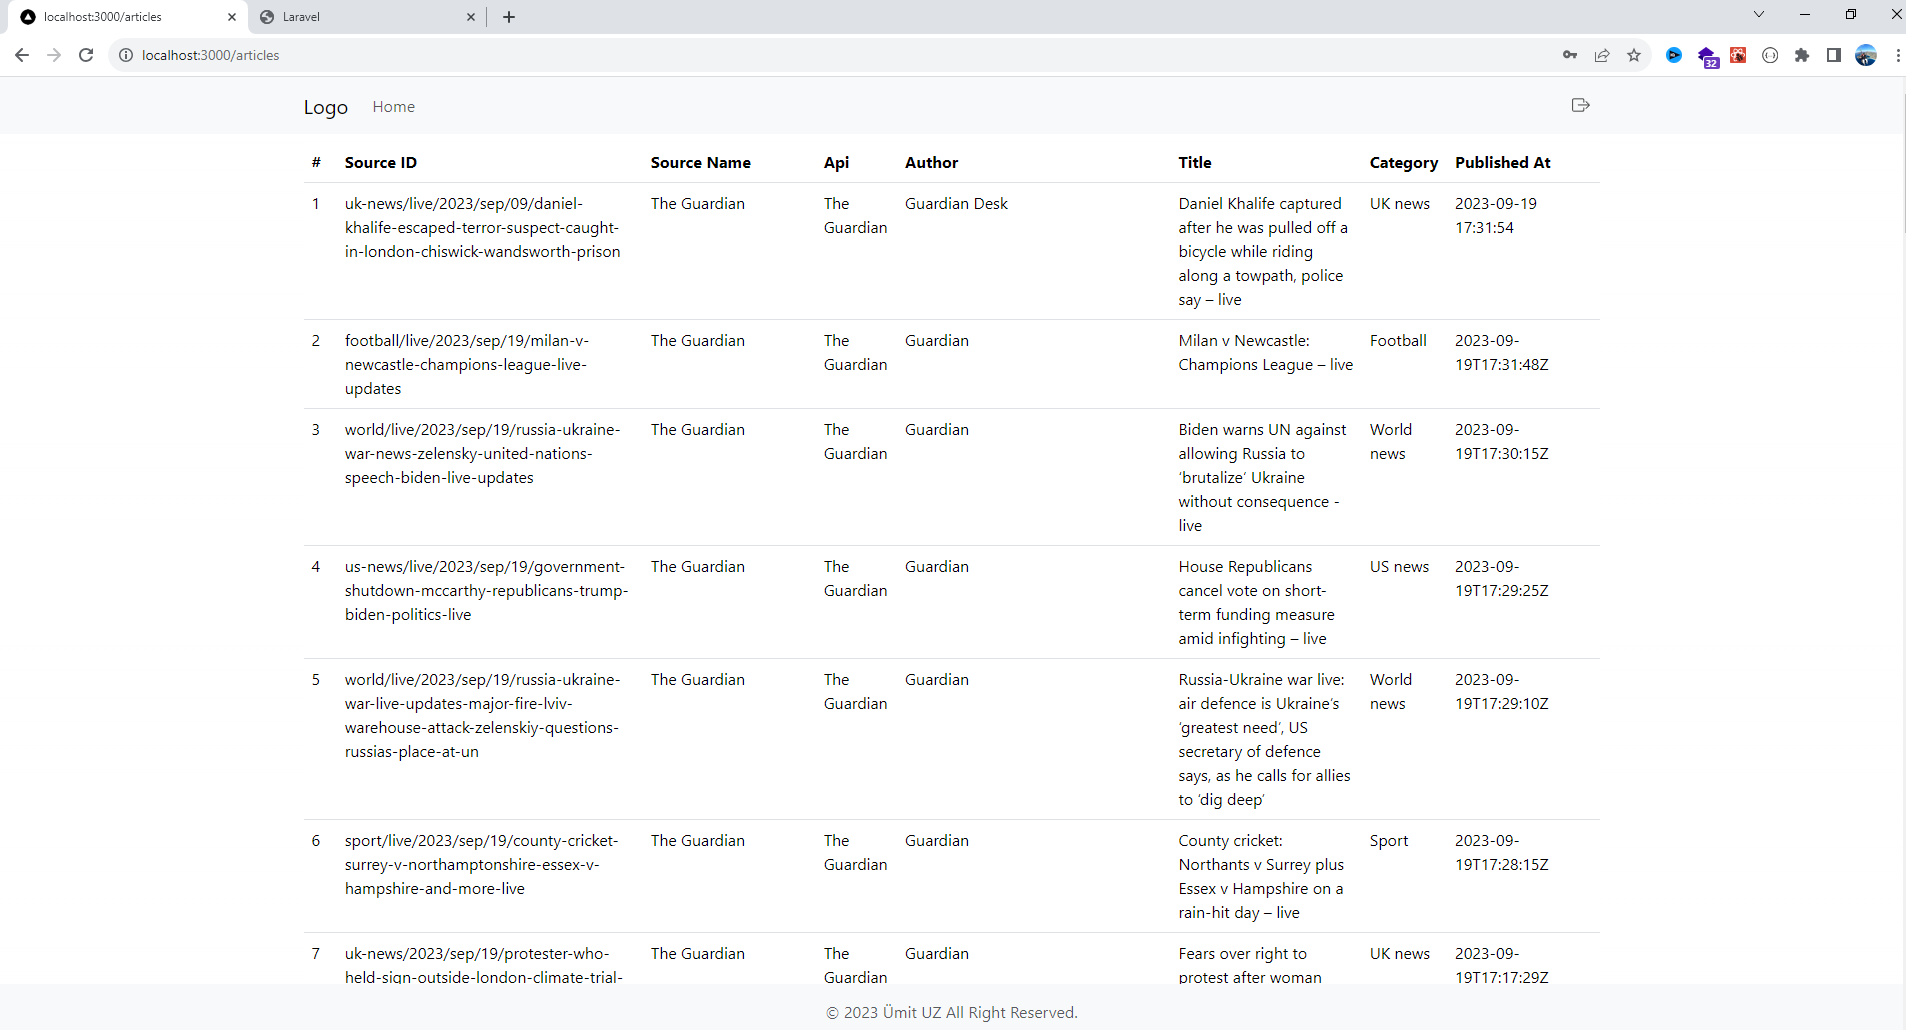 localhost:3000/articles
Laravel
localhost:3000/articles
32
Logo Home
# Source ID Source Name Api Author Title Category Published At
1 uk-news/live/2023/sep/09/daniel- The Guardian The Guardian Desk Daniel Khalife captured UK news 2023-09-19
khalife-escaped-terror-suspect-caught- Guardian after he was pulled off a 17:31:54
in-london-chiswick-wandsworth-prison bicycle while riding
along a towpath, police
say – live
2 football/live/2023/sep/19/milan-v- The Guardian The Guardian Milan v Newcastle: Football 2023-09-
newcastle-champions-league-live- Guardian Champions League – live 19T17:31:48Z
updates
3 world/live/2023/sep/19/russia-ukraine- The Guardian The Guardian Biden warns UN against World 2023-09-
war-news-zelensky-united-nations- Guardian allowing Russia to news 19T17:30:15Z
speech-biden-live-updates ‘brutalize’ Ukraine
without consequence -
live
4 us-news/live/2023/sep/19/government- The Guardian The Guardian House Republicans US news 2023-09-
shutdown-mccarthy-republicans-trump- Guardian cancel vote on short- 19T17:29:25Z
biden-politics-live term funding measure
amid infighting – live
5 world/live/2023/sep/19/russia-ukraine- The Guardian The Guardian Russia-Ukraine war live: World 2023-09-
war-live-updates-major-fire-lviv- Guardian air defence is Ukraine’s news 19T17:29:10Z
warehouse-attack-zelenskiy-questions- ‘greatest need’, US
russias-place-at-un secretary of defence
says, as he calls for allies
to ‘dig deep’
6 sport/live/2023/sep/19/county-cricket- The Guardian The Guardian County cricket: Sport 2023-09-
surrey-v-northamptonshire-essex-v- Guardian Northants v Surrey plus 19T17:28:15Z
hampshire-and-more-live Essex v Hampshire on a
rain-hit day – live
7 uk-news/2023/sep/19/protester-who- The Guardian The Guardian Fears over right to UK news 2023-09-
held-sign-outside-london-climate-trial- Guardian protest after woman 19T17:17:29Z
© 2023 Ümit UZ All Right Reserved.